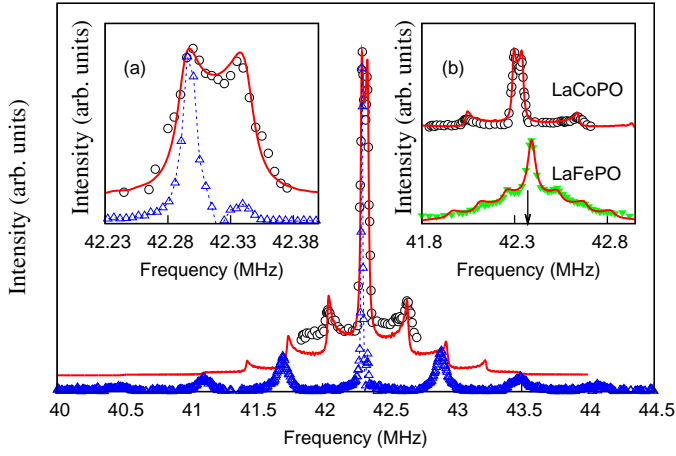 (a)
Intensity (arb. units)
42.23 42.28 42.33 42.38
Frequency (MHz)
(b)
LaCoPO
LaFePO
Intensity (arb. units)
41.8 42.3 42.8
Frequency (MHz)
Intensity (arb. units)
40 40.5 41 41.5 42 42.5 43 43.5 44 44.5
Frequency (MHz)